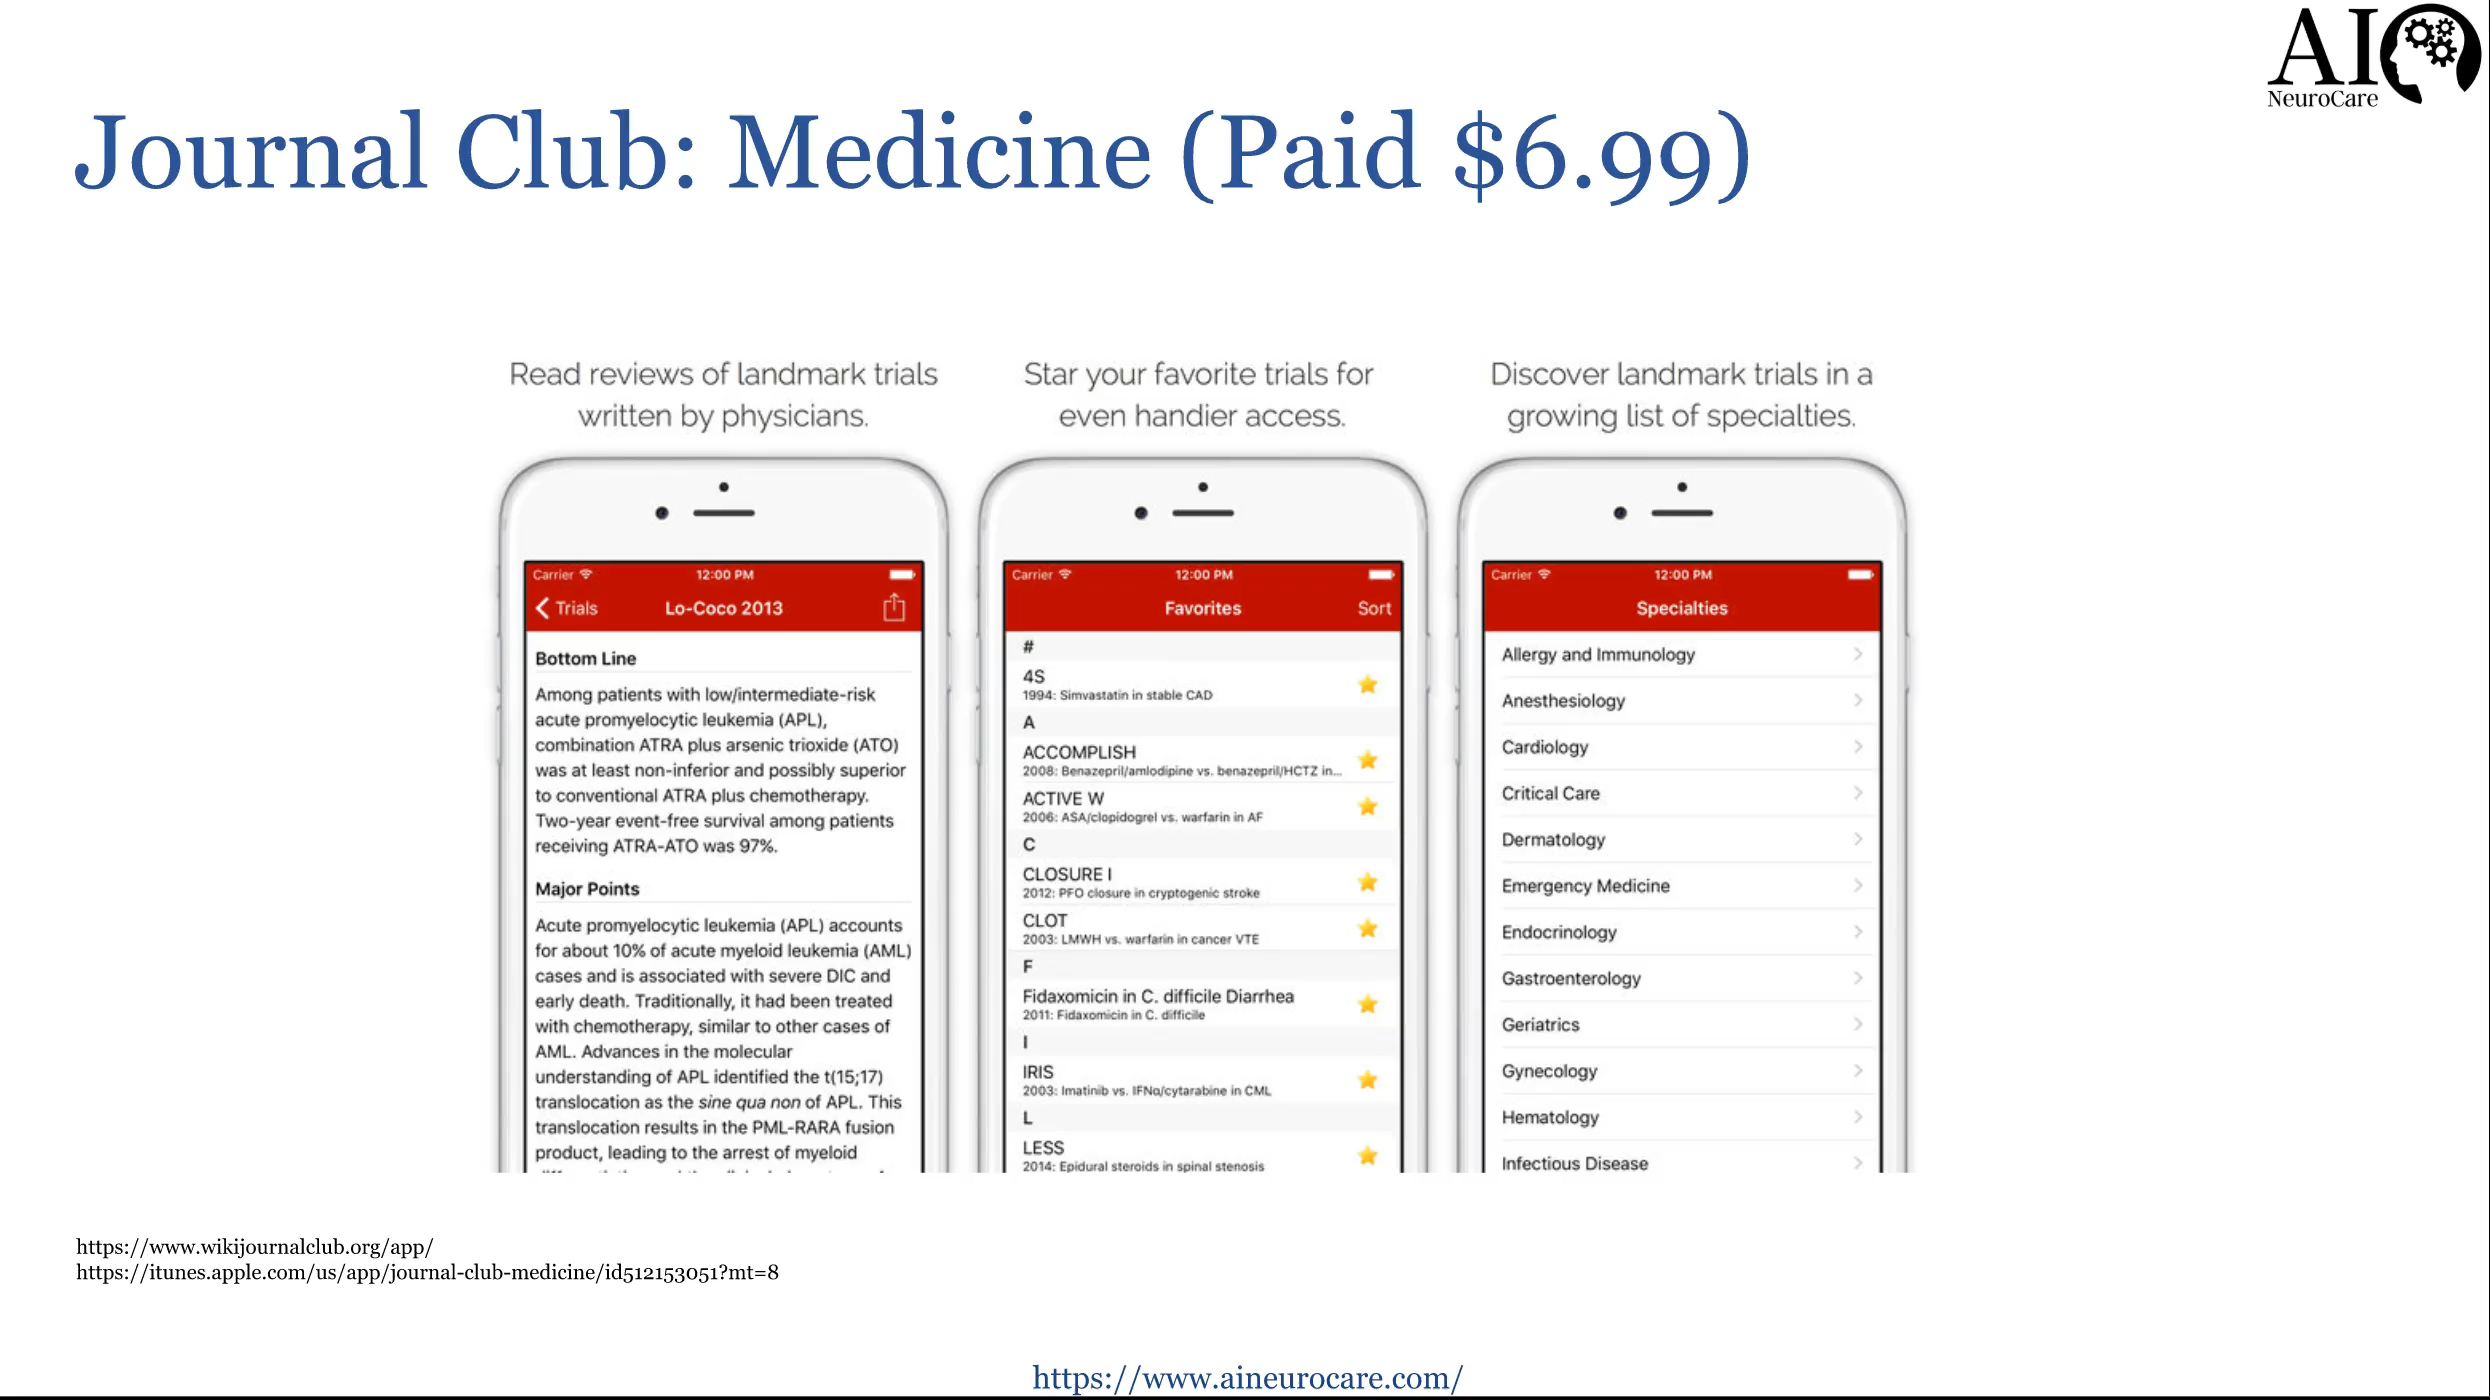 AI
NeuroCare
Journal Club: Medicine (Paid $6.99)
Read reviews of landmark trials
written by physicians.
Carrier 12:00 PM
Trials Lo-Coco 2013
Bottom Line
Among patients with low/intermediate-risk
acute promyelocytic leukemia (APL),
combination ATRA plus arsenic trioxide (ATO)
was at least non-inferior and possibly superior
to conventional ATRA plus chemotherapy.
Two-year event-free survival among patients
receiving ATRA-ATO was 97%.
Major Points
Acute promyelocytic leukemia (APL) accounts
for about 10% of acute myeloid leukemia (AML)
cases and is associated with severe DIC and
early death. Traditionally, it had been treated
with chemotherapy, similar to other cases of
AML. Advances in the molecular
understanding of APL identified the t(15;17)
translocation as the sine qua non of APL. This
translocation results in the PML-RARA fusion
product, leading to the arrest of myeloid
Star your favorite trials for
even handier access.
Carrier 12:00 PM
Favorites Sort
#
4S
1994: Simvastatin in stable CAD
A
ACCOMPLISH
2008: Benazepril/amlodipine vs. benazepril/HCTZ in...
ACTIVE W
2006: ASA/clopidogrel vs. warfarin in AF
C
CLOSURE I
2012: PFO closure in cryptogenic stroke
CLOT
2003: LMWH vs. warfarin in cancer VTE
F
Fidaxomicin in C. difficile Diarrhea
2011: Fidaxomicin in C. difficile
I
IRIS
2003: Imatinib vs. IFNα/cytarabine in CML
L
LESS
2014: Epidural steroids in spinal stenosis
Discover landmark trials in a
growing list of specialties.
Carrier 12:00 PM
Specialties
Allergy and Immunology
Anesthesiology
Cardiology
Critical Care
Dermatology
Emergency Medicine
Endocrinology
Gastroenterology
Geriatrics
Gynecology
Hematology
Infectious Disease
https://www.wikijournalclub.org/app/
https://itunes.apple.com/us/app/journal-club-medicine/id512153051?mt=8
https://www.aineurocare.com/